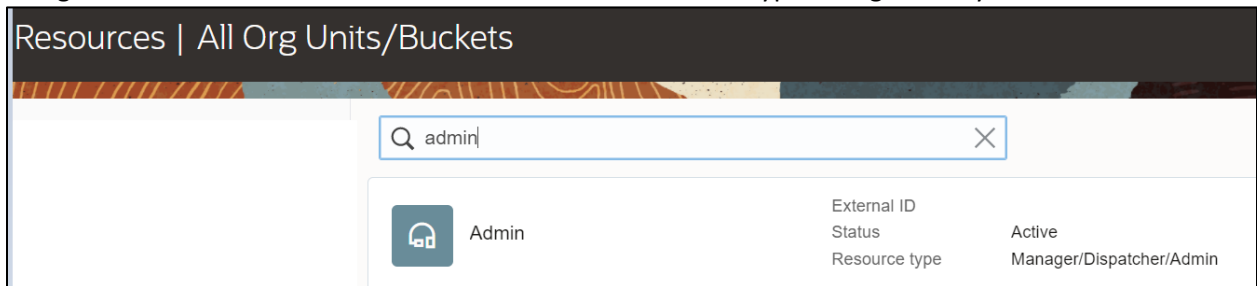 Resources | All Org Units/Buckets
admin
Admin
External ID
Status Active
Resource type Manager/Dispatcher/Admin